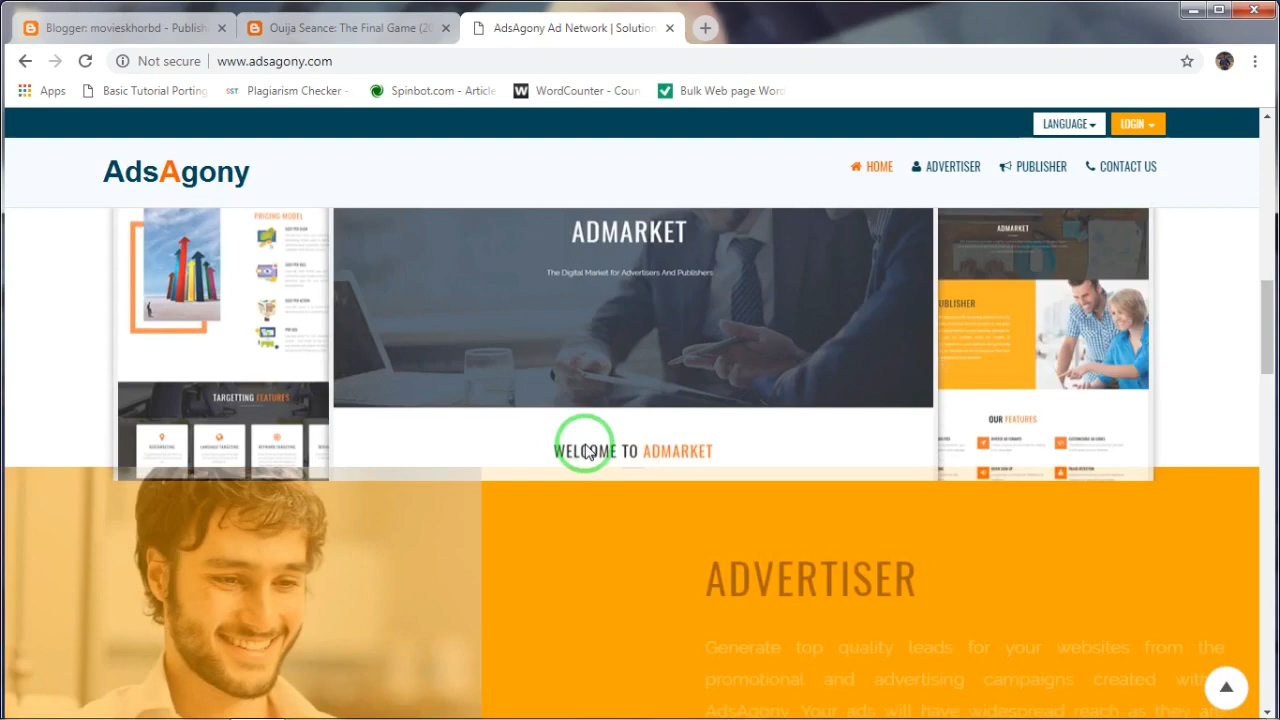 Blogger: movieskhorbd - Publish
Ouija Seance: The Final Game (20
AdsAgony Ad Network | Solution
Not secure
www.adsagony.com
Apps
Basic Tutorial Porting
SST
Plagiarism Checker -
Spinbot.com - Article
W
WordCounter - Coun
Bulk Web page Word
LANGUAGE
LOGIN
AdsAgony
HOME
ADVERTISER
PUBLISHER
CONTACT US
PRICING MODEL
ADMARKET
The Digital Market for Advertisers And Publishers
ADMARKET
UBLISHER
TARGETTING FEATURES
OUR FEATURES
WELCOME TO ADMARKET
ADVERTISER
Generate top quality leads for your websites from the
promotional and advertising campaigns created with
AdsAgony. Your ads will have widespread reach as they are